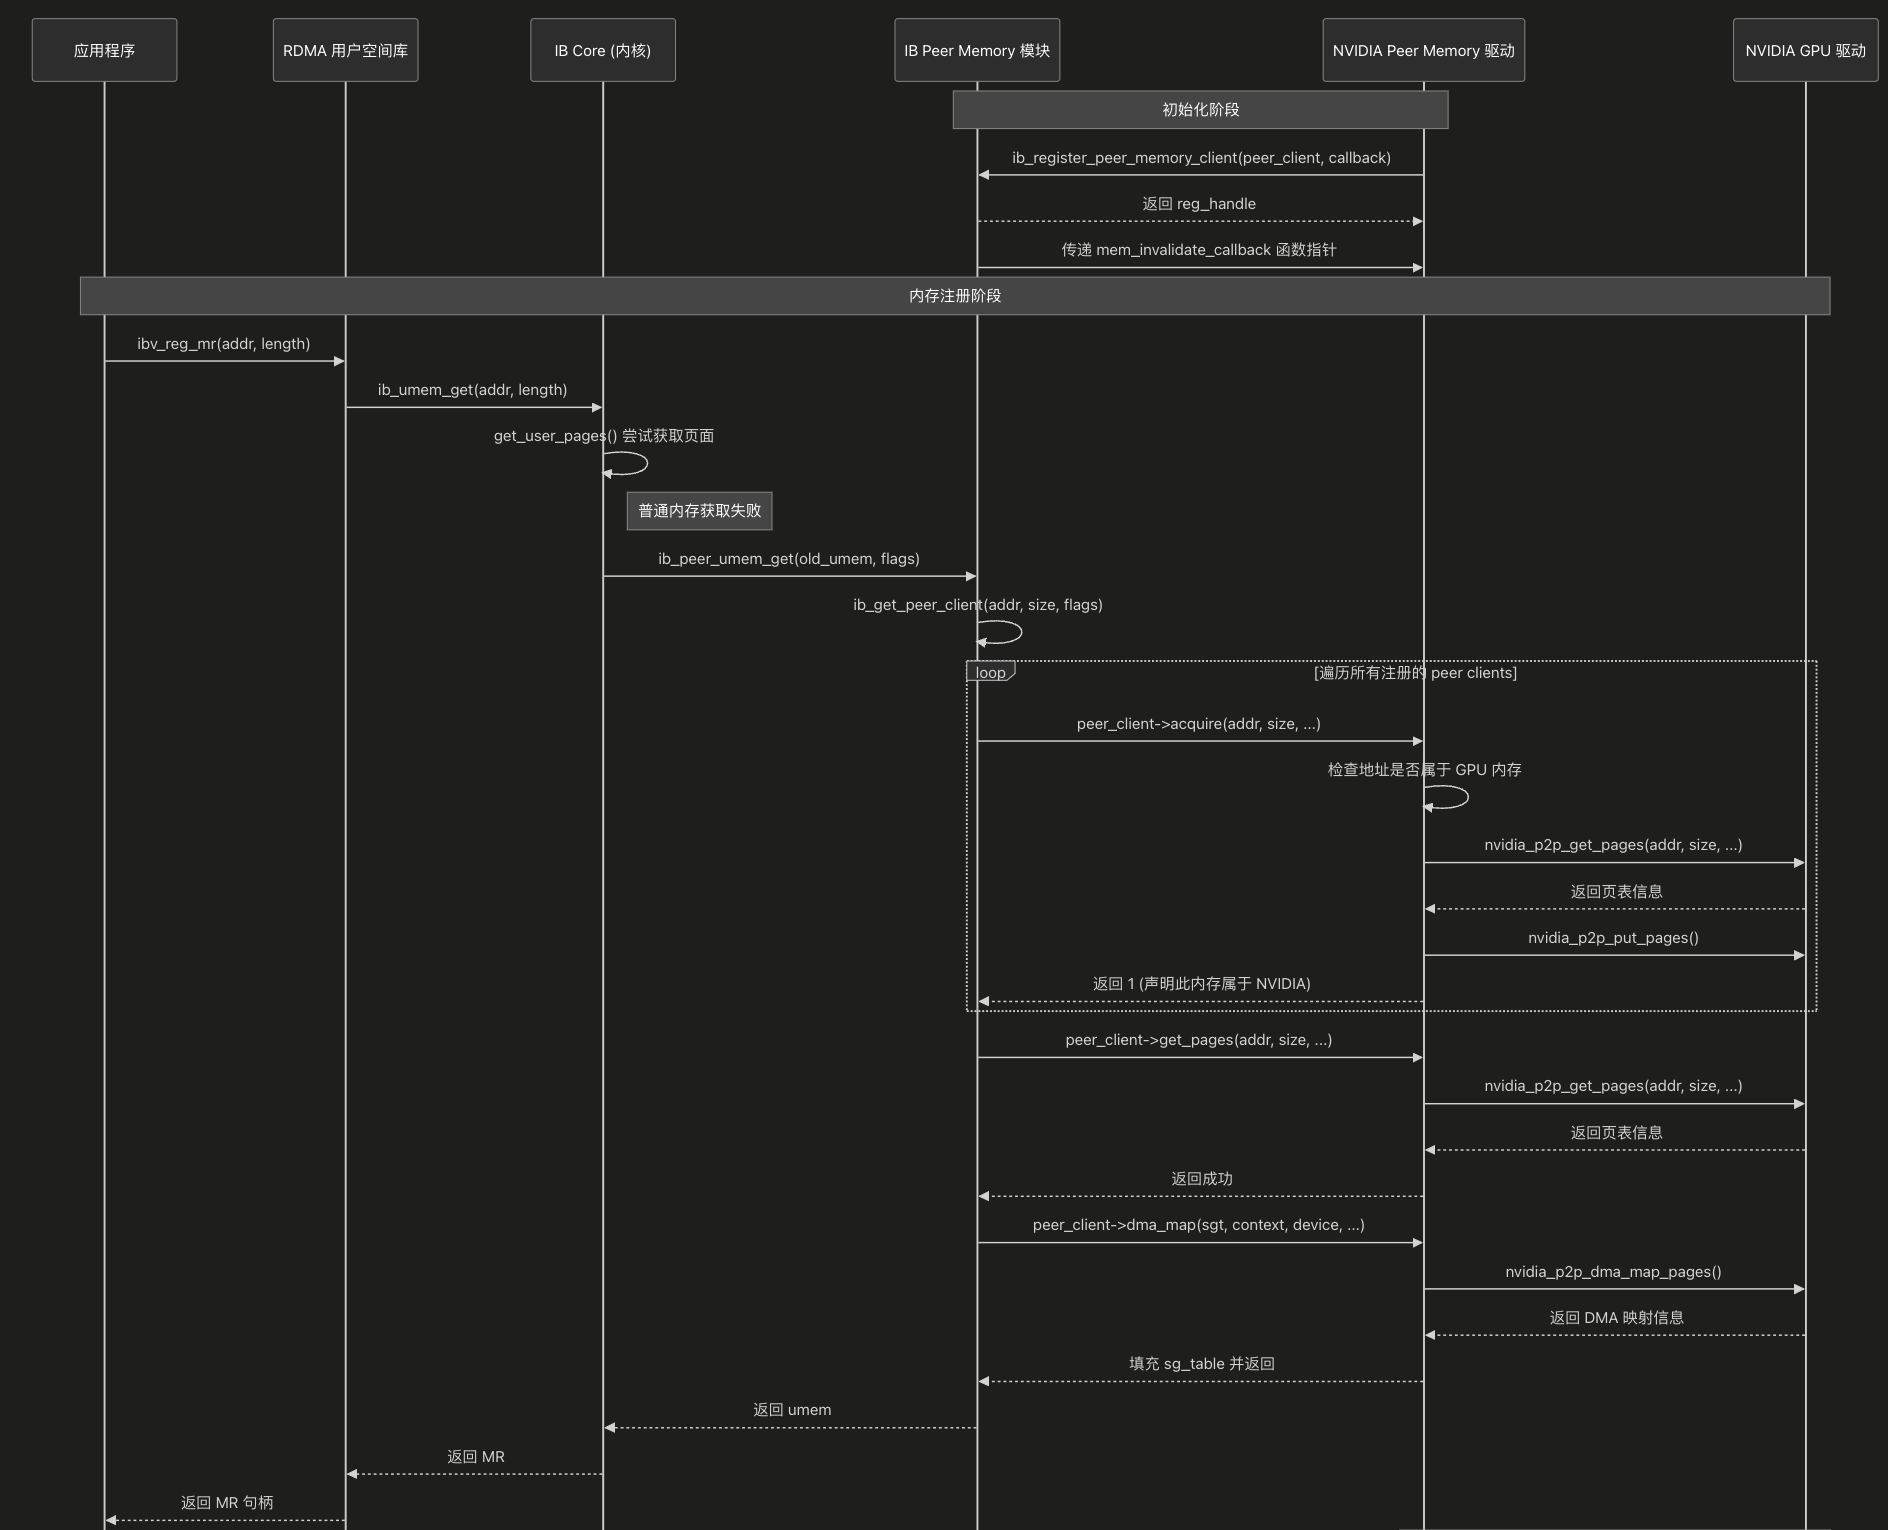 应用程序
RDMA 用户空间库
IB Core (内核)
IB Peer Memory 模块
NVIDIA Peer Memory 驱动
NVIDIA GPU 驱动
初始化阶段
ib_register_peer_memory_client(peer_client, callback)
返回 reg_handle
传递 mem_invalidate_callback 函数指针
内存注册阶段
ibv_reg_mr(addr, length)
ib_umem_get(addr, length)
get_user_pages() 尝试获取页面
普通内存获取失败
ib_peer_umem_get(old_umem, flags)
ib_get_peer_client(addr, size, flags)
loop
[遍历所有注册的 peer clients]
peer_client->acquire(addr, size, ...)
检查地址是否属于 GPU 内存
nvidia_p2p_get_pages(addr, size, ...)
返回页表信息
nvidia_p2p_put_pages()
返回 1 (声明此内存属于 NVIDIA)
peer_client->get_pages(addr, size, ...)
nvidia_p2p_get_pages(addr, size, ...)
返回页表信息
返回成功
peer_client->dma_map(sgt, context, device, ...)
nvidia_p2p_dma_map_pages()
返回 DMA 映射信息
填充 sg_table 并返回
返回 umem
返回 MR
返回 MR 句柄